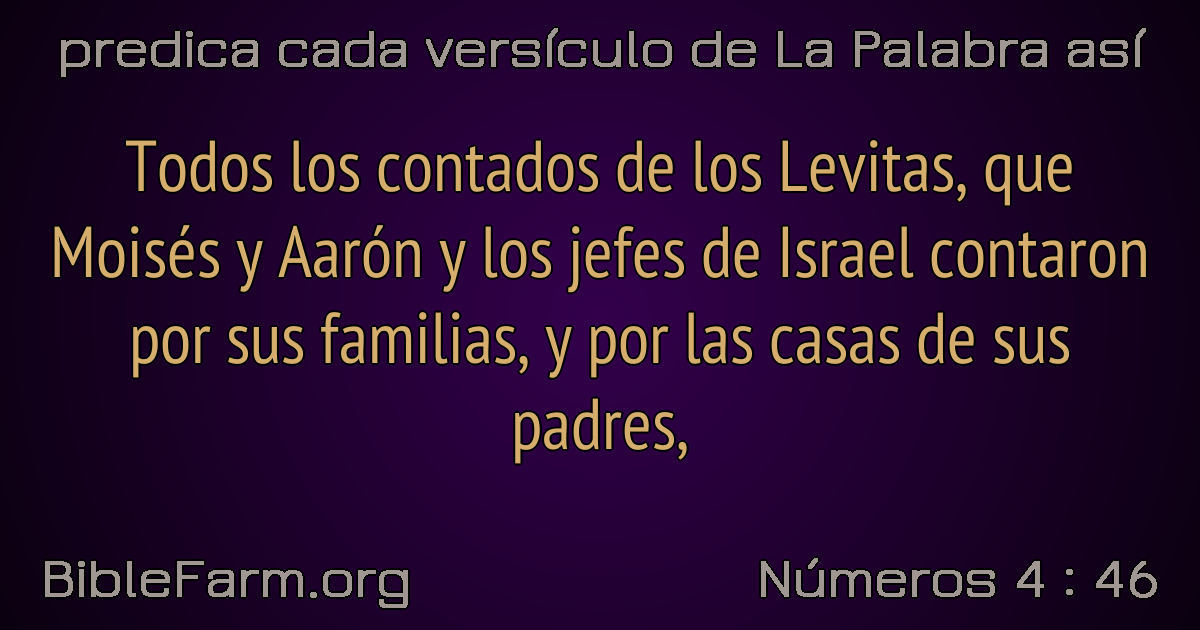 predica cada versículo de La Palabra así
Todos los contados de los Levitas, que
Moisés y Aarón y los jefes de Israel contaron
por sus familias, y por las casas de sus
padres,
BibleFarm.org
Números 4 : 46